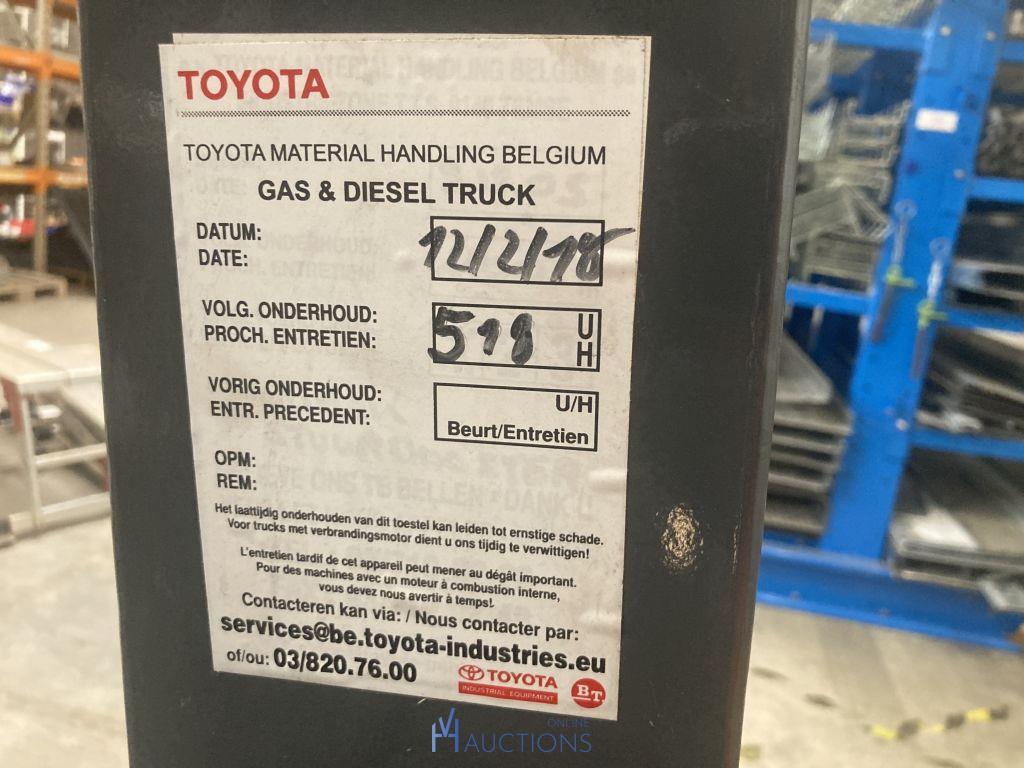 TOYOTA
TOYOTA MATERIAL HANDLING BELGIUM
GAS & DIESEL TRUCK
DATUM:
DATE:
12/2/18
VOLG. ONDERHOUD:
PROCH. ENTRETIEN:
U
H
VORIG ONDERHOUD:
ENTR. PRECEDENT:
U/H
Beurt/Entretien
OPM:
REM:
Het laattijdig onderhouden van dit toestel kan leiden tot ernstige schade.
Voor trucks met verbrandingsmotor dient u ons tijdig te verwittigen!
L'entretien tardif de cet appareil peut mener au dégât important.
Pour des machines avec un moteur à combustion interne,
vous devez nous avertir à temps!
Contacteren kan via: / Nous contacter par:
services@be.toyota-industries.eu
of/ou: 03/820.76.00
TOYOTA
INDUSTRIAL EQUIPMENT
BT
VH ONLINE
AUCTIONS